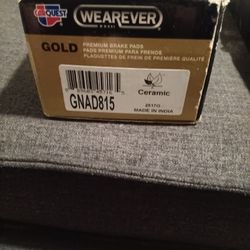 CARQUEST
WEAREVER
GOLD
PREMIUM BRAKE PADS
PADS PREMIUM PARA FRENOS
PLAQUETTES DE FREIN DE PREMIÈRE QUALITÉ
Ceramic
GNAD815
MADE IN INDIA